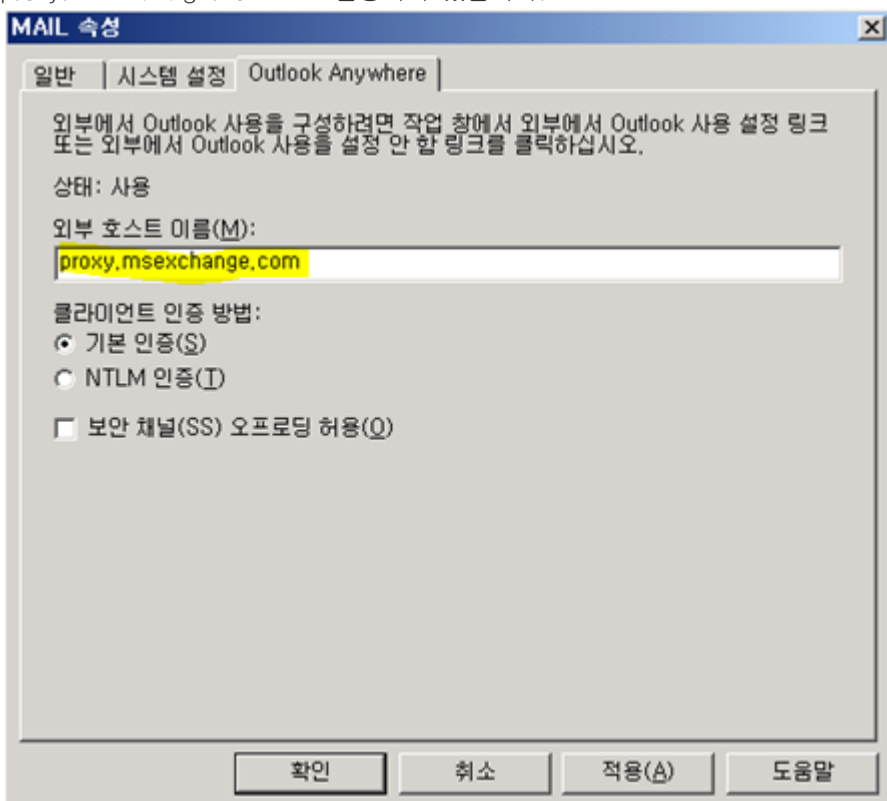 MAIL 속성
일반 시스템 설정 Outlook Anywhere
외부에서 Outlook 사용을 구성하려면 작업 창에서 외부에서 Outlook 사용 설정 링크
또는 외부에서 Outlook 사용을 설정 안 함 링크를 클릭하십시오.
상태: 사용
외부 호스트 이름(M):
proxy.msexchange.com
클라이언트 인증 방법:
기본 인증(S)
NTLM 인증(T)
보안 채널(SS) 오프로딩 허용(O)
확인 취소 적용(A) 도움말